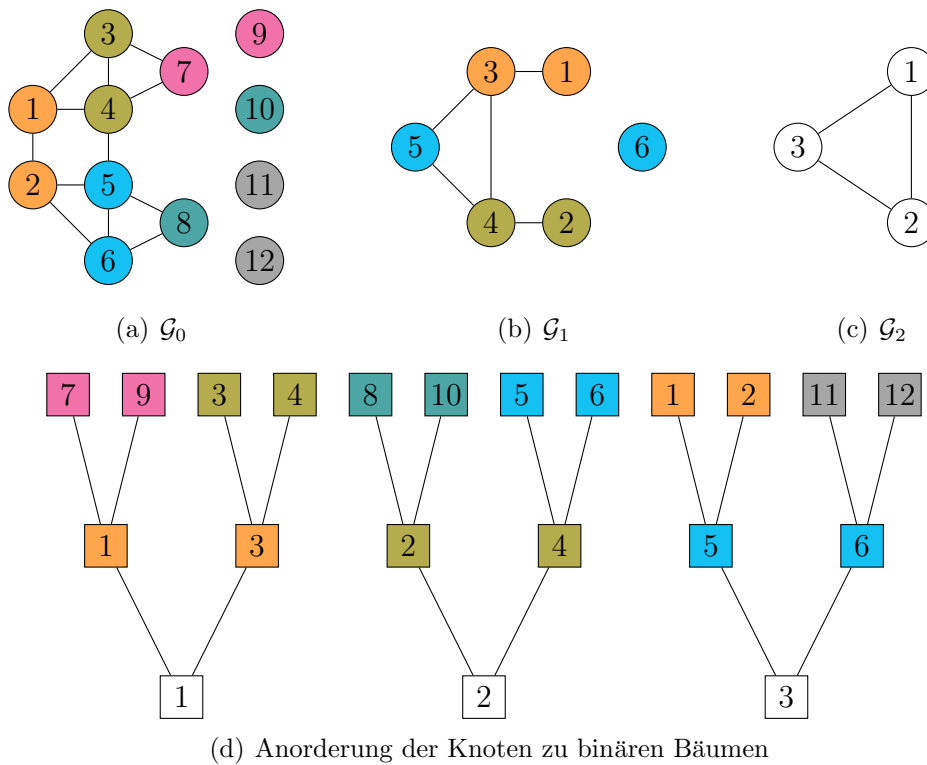 3 9 3 1 1
7
1 4 10 5 6 3
2 5 11 4 2 2
8
6 12
(a) 𝒢0 (b) 𝒢1 (c) 𝒢2
7 9 3 4 8 10 5 6 1 2 11 12
1 3 2 4 5 6
1 2 3
(d) Anorderung der Knoten zu binären Bäumen